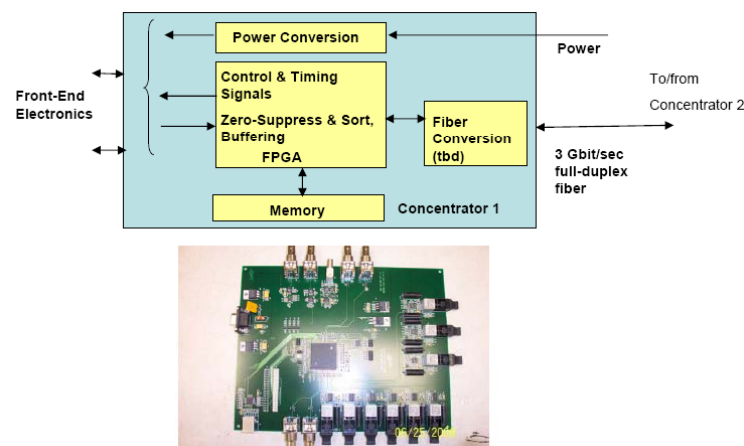 Power Conversion
Power
Control & Timing
Signals
Zero-Suppress & Sort,
Buffering
FPGA
Front-End
Electronics
Fiber
Conversion
(tbd)
To/from
Concentrator 2
3 Gbit/sec
full-duplex
fiber
Memory
Concentrator 1